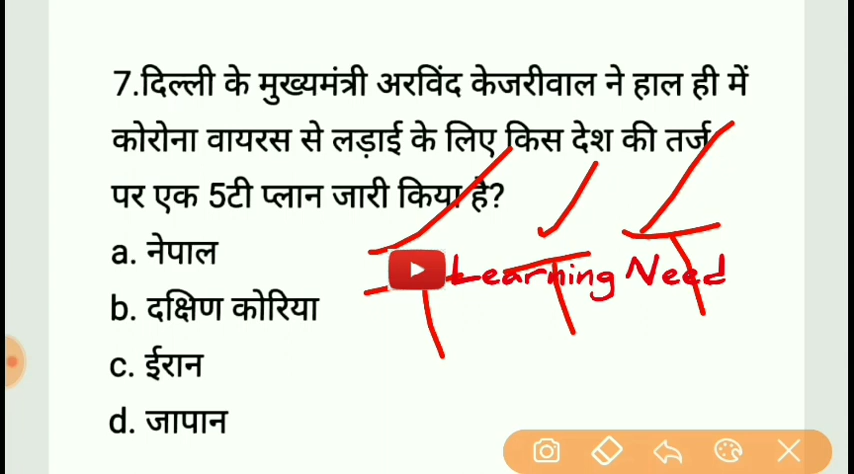 7.दिल्ली के मुख्यमंत्री अरविंद केजरीवाल ने हाल ही में
कोरोना वायरस से लड़ाई के लिए किस देश की तर्ज
पर एक 5टी प्लान जारी किया है?
a. नेपाल
Learning Need
b. दक्षिण कोरिया
c. ईरान
d. जापान